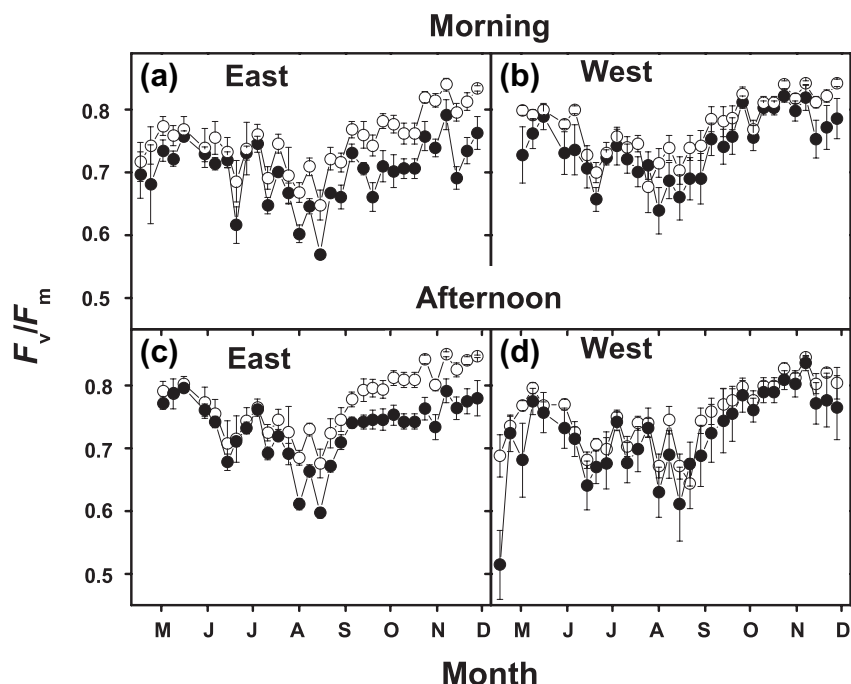 Morning
(a) East
(b) West
0.8
0.7
0.6
0.5
Afternoon
Fv/Fm
(c) East
(d) West
0.8
0.7
0.6
0.5
M J J A S O N D
M J J A S O N D
Month